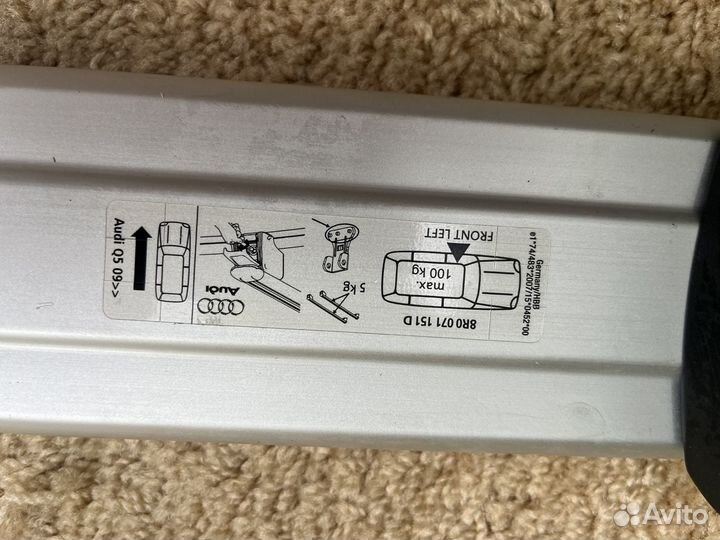 Germany/HBB
e1*74/483*2007/15*0452*00
FRONT LEFT
max.
100 kg
8R0 071 151 D
5 kg
Audi
Audi Q5 09>>
Avito